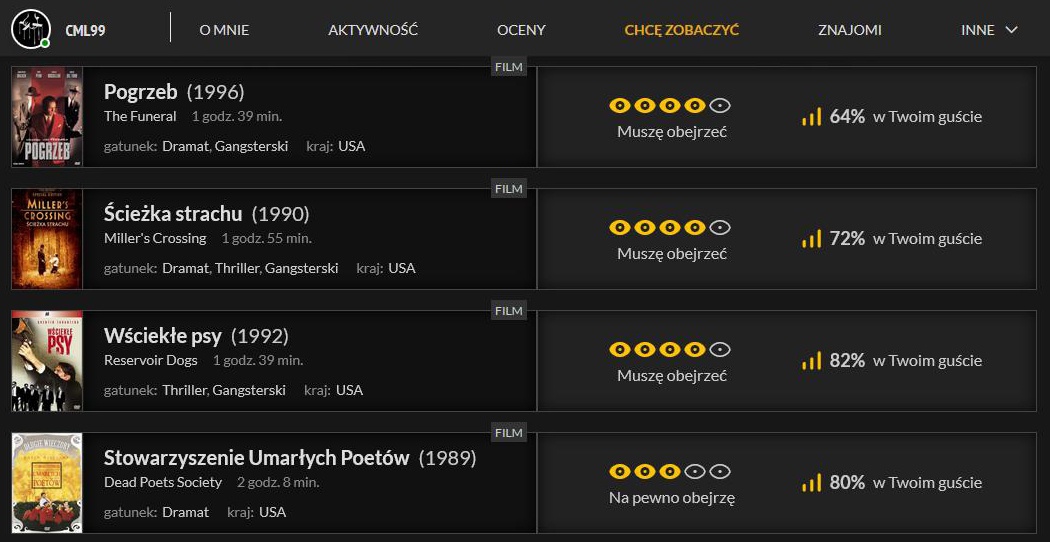 CML99
O MNIE
AKTYWNOŚĆ
OCENY
CHCĘ ZOBACZYĆ
ZNAJOMI
INNE
FILM
Pogrzeb (1996)
The Funeral 1 godz. 39 min.
gatunek: Dramat, Gangsterski kraj: USA
Muszę obejrzeć
64% w Twoim guście
POGRZEB
FILM
Ścieżka strachu (1990)
Miller's Crossing 1 godz. 55 min.
gatunek: Dramat, Thriller, Gangsterski kraj: USA
Muszę obejrzeć
72% w Twoim guście
MILLER'S
CROSSING
ŚCIEŻKA STRACHU
FILM
Wściekłe psy (1992)
Reservoir Dogs 1 godz. 39 min.
gatunek: Thriller, Gangsterski kraj: USA
Muszę obejrzeć
82% w Twoim guście
WŚCIEKŁE
PSY
FILM
Stowarzyszenie Umarłych Poetów (1989)
Dead Poets Society 2 godz. 8 min.
gatunek: Dramat kraj: USA
Na pewno obejrzę
80% w Twoim guście